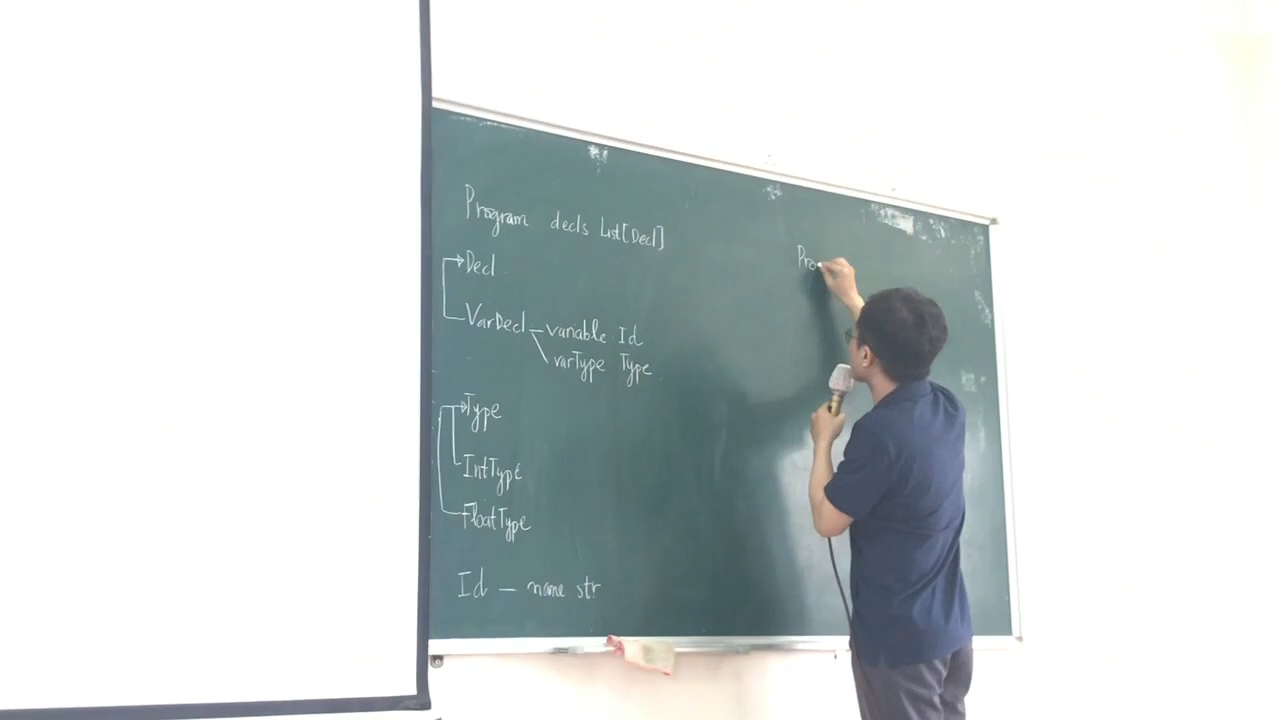 Program decls List[Decl]
Decl
VarDecl variable Id
varType Type
Type
IntType
FloatType
Id — name str
Pro